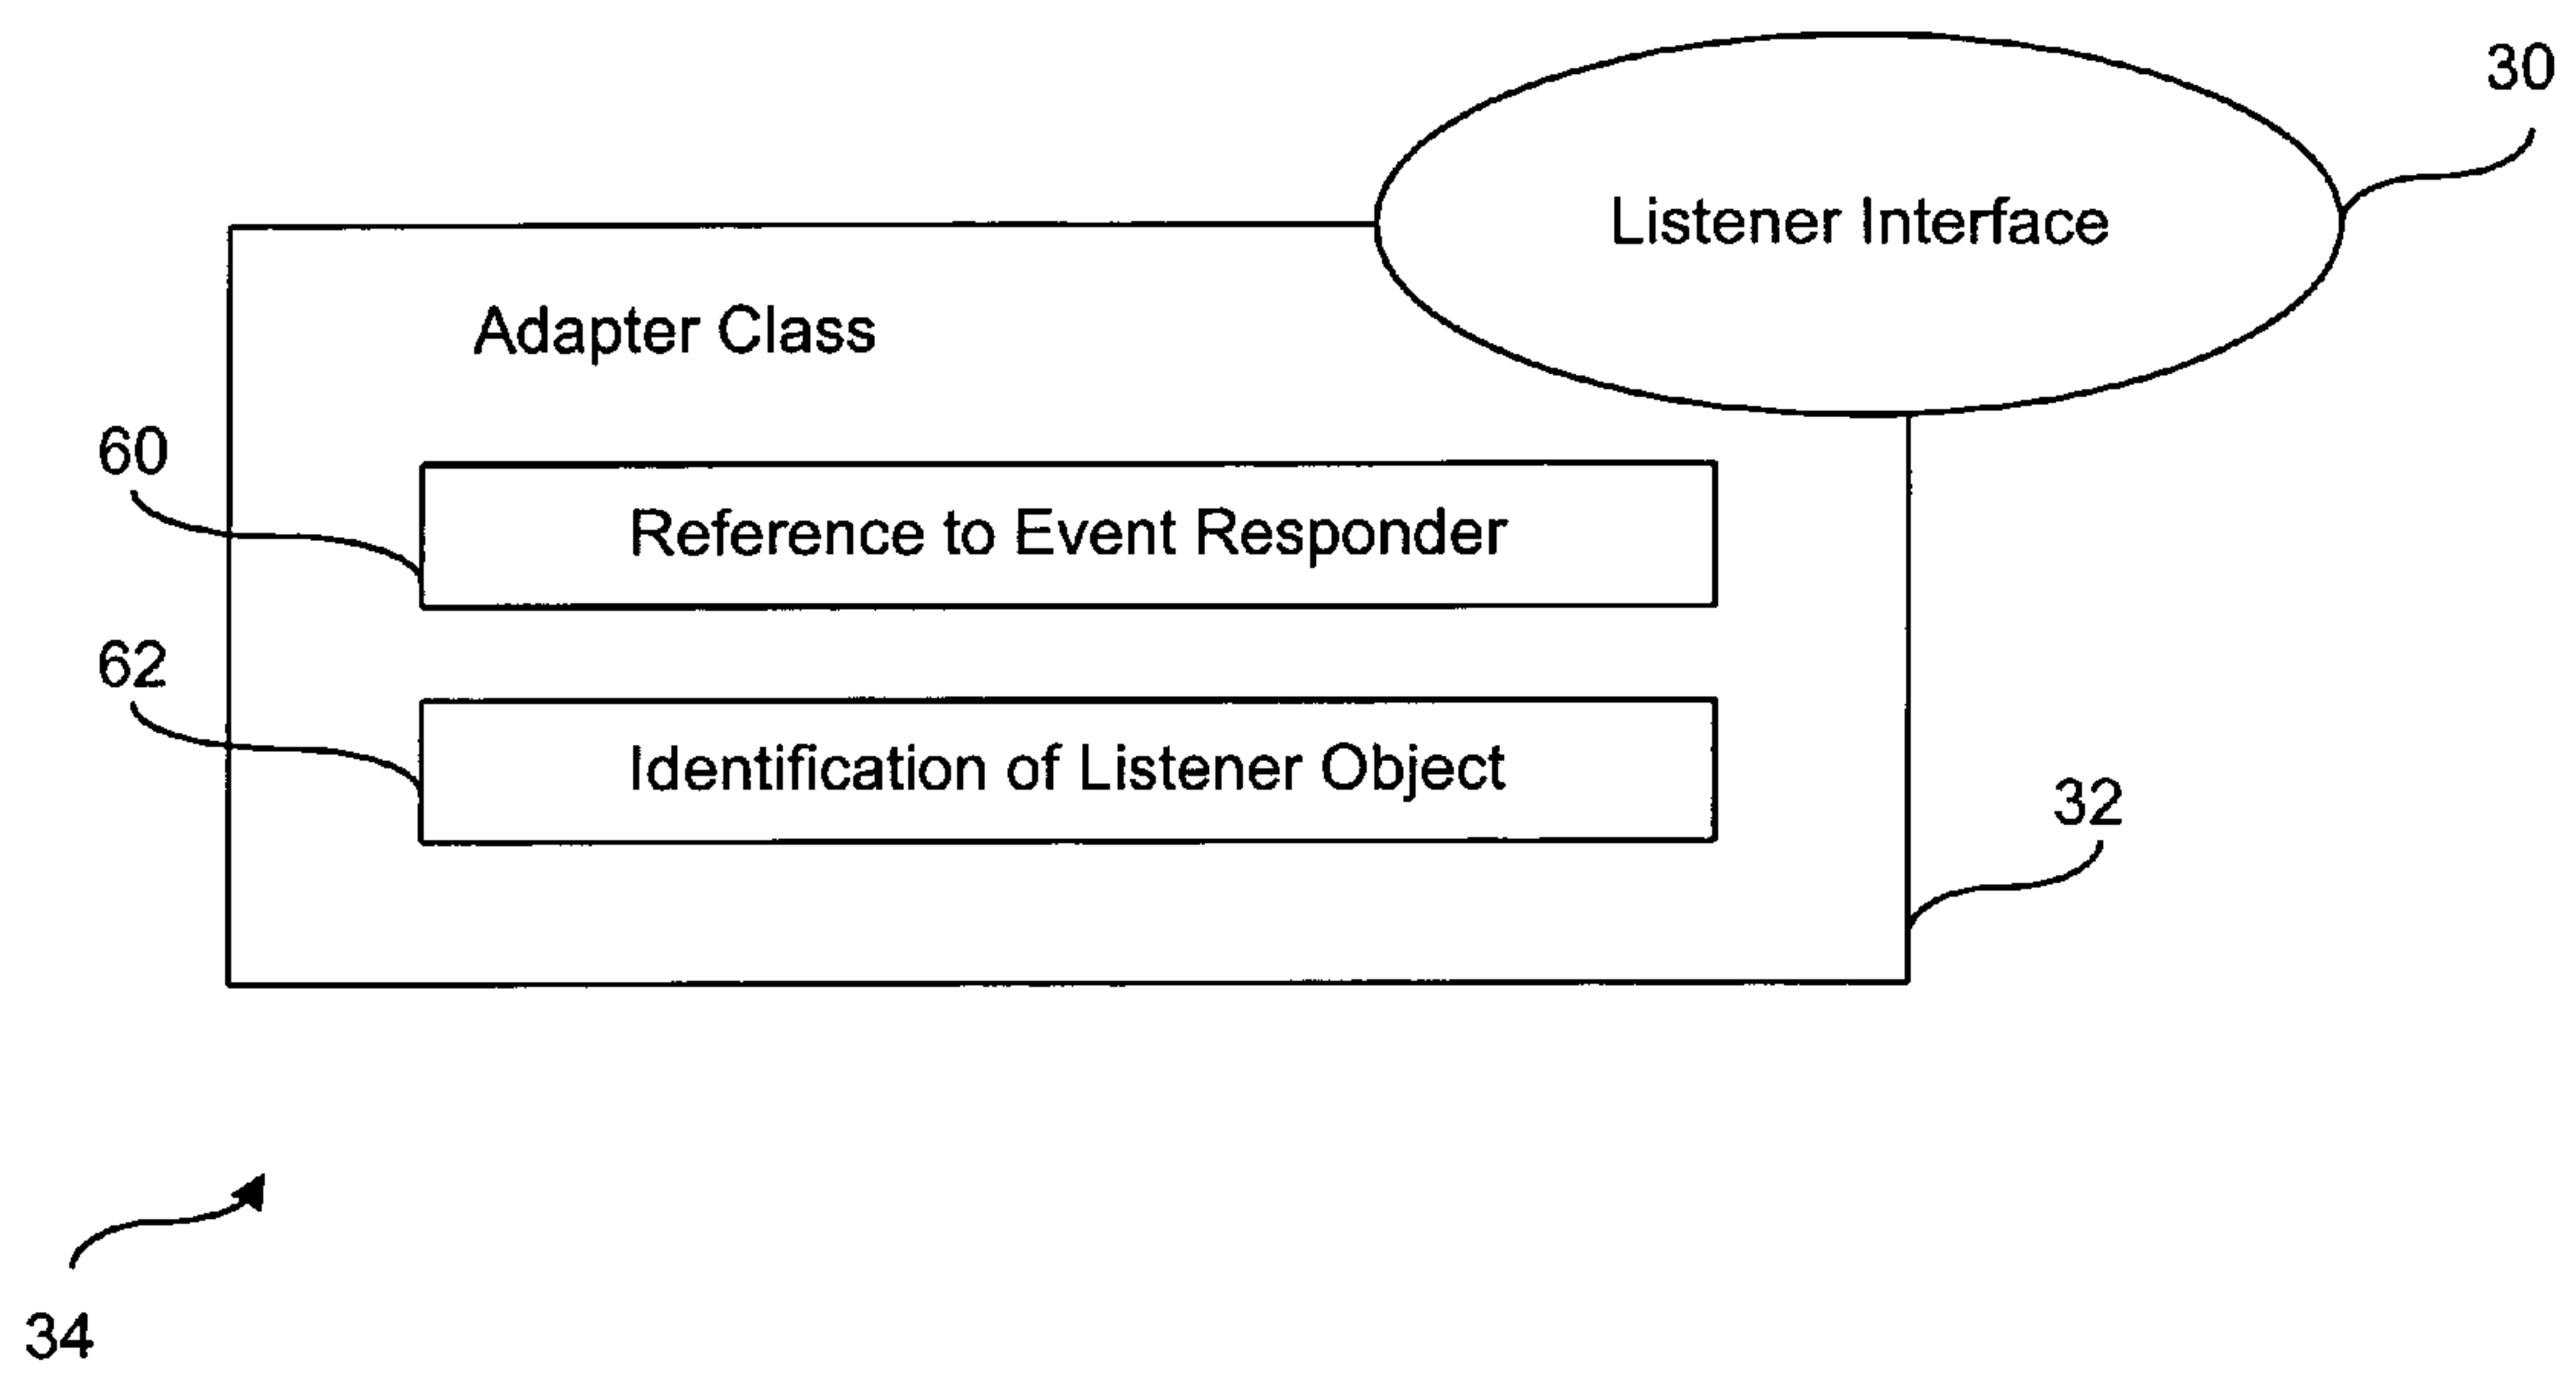 30
Listener Interface
Adapter Class
60
Reference to Event Responder
62
Identification of Listener Object
32
34